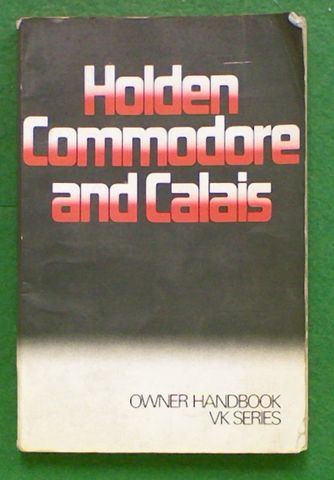 Holden
Commodore
and Calais
OWNER HANDBOOK
VK SERIES